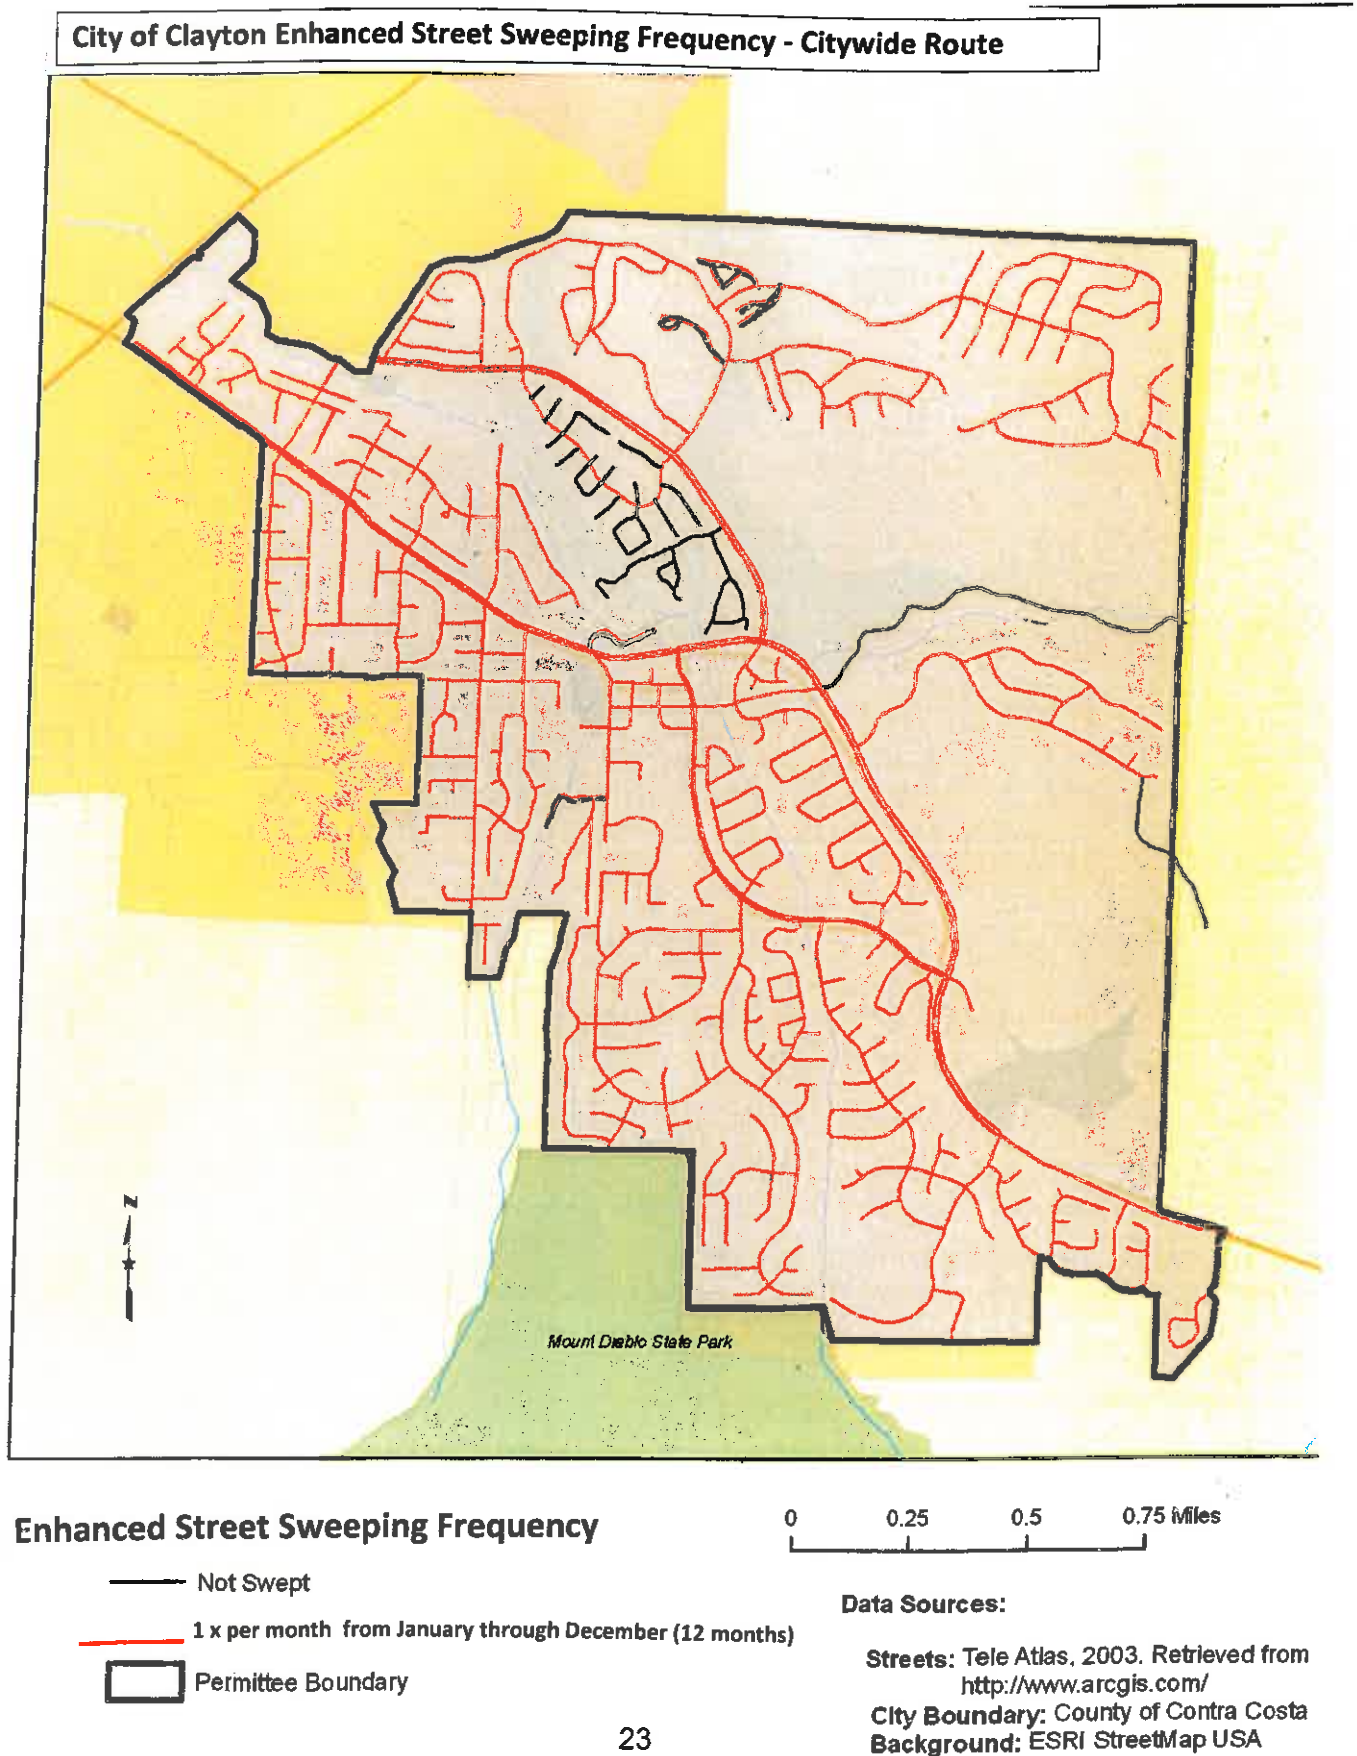 City of Clayton Enhanced Street Sweeping Frequency - Citywide Route
N
Mount Diablo State Park
Enhanced Street Sweeping Frequency
Not Swept
1 x per month from January through December (12 months)
Permittee Boundary
0 0.25 0.5 0.75 Miles
Data Sources:
Streets: Tele Atlas, 2003. Retrieved from
http://www.arcgis.com/
City Boundary: County of Contra Costa
Background: ESRI StreetMap USA
23